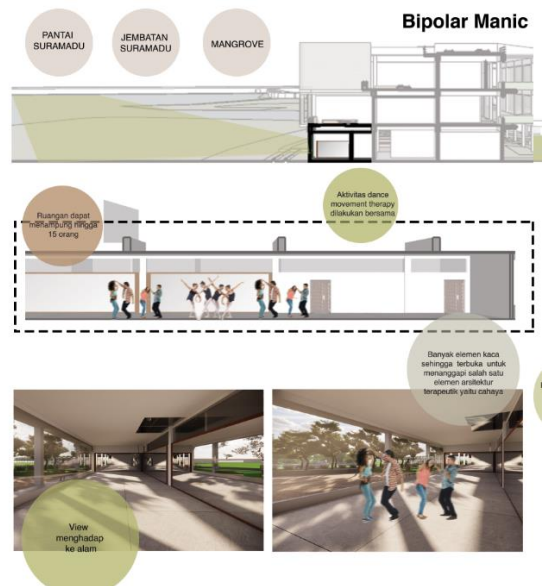 Bipolar Manic
PANTAI
SURAMADU
JEMBATAN
SURAMADU
MANGROVE
Ruangan dapat
menampung hingga
15 orang
Aktivitas dance
movement therapy
dilakukan bersama
Banyak elemen kaca
sehingga terbuka untuk
menanggapi salah satu
elemen arsitektur
terapeutik yaitu cahaya
View
menghadap
ke alam